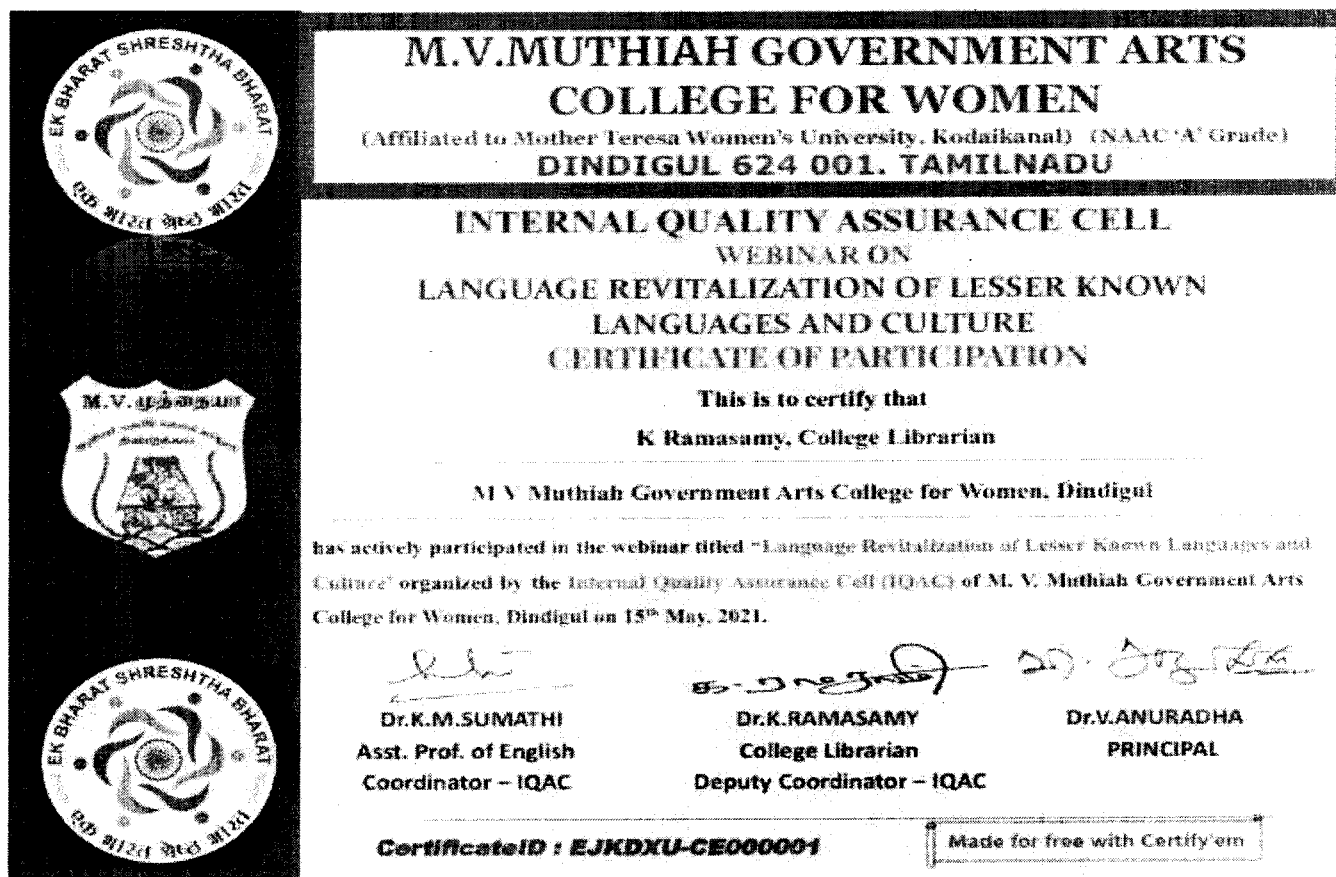 EK BHARAT SHRESHTHA BHARAT
एक भारत श्रेष्ठ भारत
M.V.MUTHIAH GOVERNMENT ARTS
COLLEGE FOR WOMEN
(Affiliated to Mother Teresa Women's University, Kodaikanal) (NAAC 'A' Grade)
DINDIGUL 624 001. TAMILNADU
INTERNAL QUALITY ASSURANCE CELL
WEBINAR ON
LANGUAGE REVITALIZATION OF LESSER KNOWN
LANGUAGES AND CULTURE
CERTIFICATE OF PARTICIPATION
M.V. முத்தையா
This is to certify that
K Ramasamy, College Librarian
M V Muthiah Government Arts College for Women, Dindigul
has actively participated in the webinar titled "Language Revitalization of Lesser Known Languages and
Culture' organized by the Internal Quality Assurance Cell (IQAC) of M. V. Muthiah Government Arts
College for Women, Dindigul on 15th May, 2021.
EK BHARAT SHRESHTHA BHARAT
एक भारत श्रेष्ठ भारत
Dr.K.M.SUMATHI
Asst. Prof. of English
Coordinator – IQAC
Dr.K.RAMASAMY
College Librarian
Deputy Coordinator – IQAC
Dr.V.ANURADHA
PRINCIPAL
CertificateID : EJKDXU-CE000001
Made for free with Certify'em